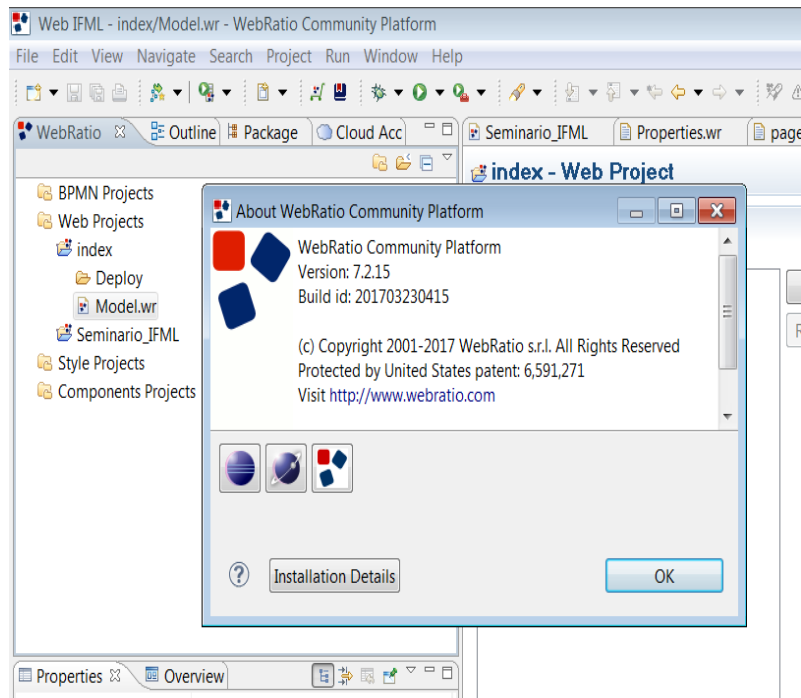 Web IFML - index/Model.wr - WebRatio Community Platform
File Edit View Navigate Search Project Run Window Help
WebRatio Outline Package Cloud Acc
Seminario_IFML Properties.wr page
index - Web Project
BPMN Projects
Web Projects
index
Deploy
Model.wr
Seminario_IFML
Style Projects
Components Projects
About WebRatio Community Platform
WebRatio Community Platform
Version: 7.2.15
Build id: 201703230415
(c) Copyright 2001-2017 WebRatio s.r.l. All Rights Reserved
Protected by United States patent: 6,591,271
Visit http://www.webratio.com
Installation Details
OK
R
Properties Overview